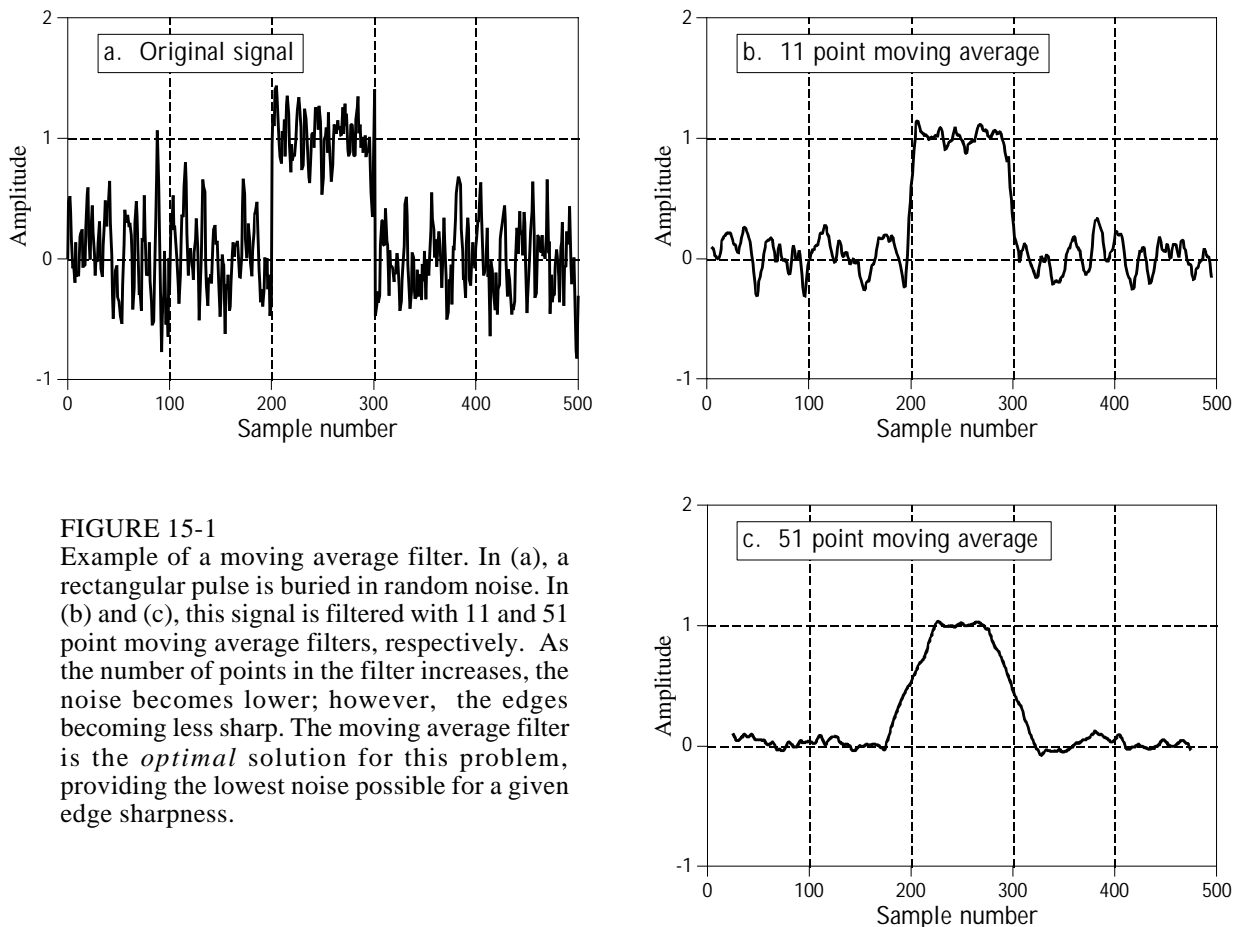 2
a. Original signal
1
0
-1
Amplitude
0 100 200 300 400 500
Sample number
2
b. 11 point moving average
1
0
-1
Amplitude
0 100 200 300 400 500
Sample number
FIGURE 15-1
Example of a moving average filter. In (a), a
rectangular pulse is buried in random noise. In
(b) and (c), this signal is filtered with 11 and 51
point moving average filters, respectively. As
the number of points in the filter increases, the
noise becomes lower; however, the edges
becoming less sharp. The moving average filter
is the optimal solution for this problem,
providing the lowest noise possible for a given
edge sharpness.
2
c. 51 point moving average
1
0
-1
Amplitude
0 100 200 300 400 500
Sample number